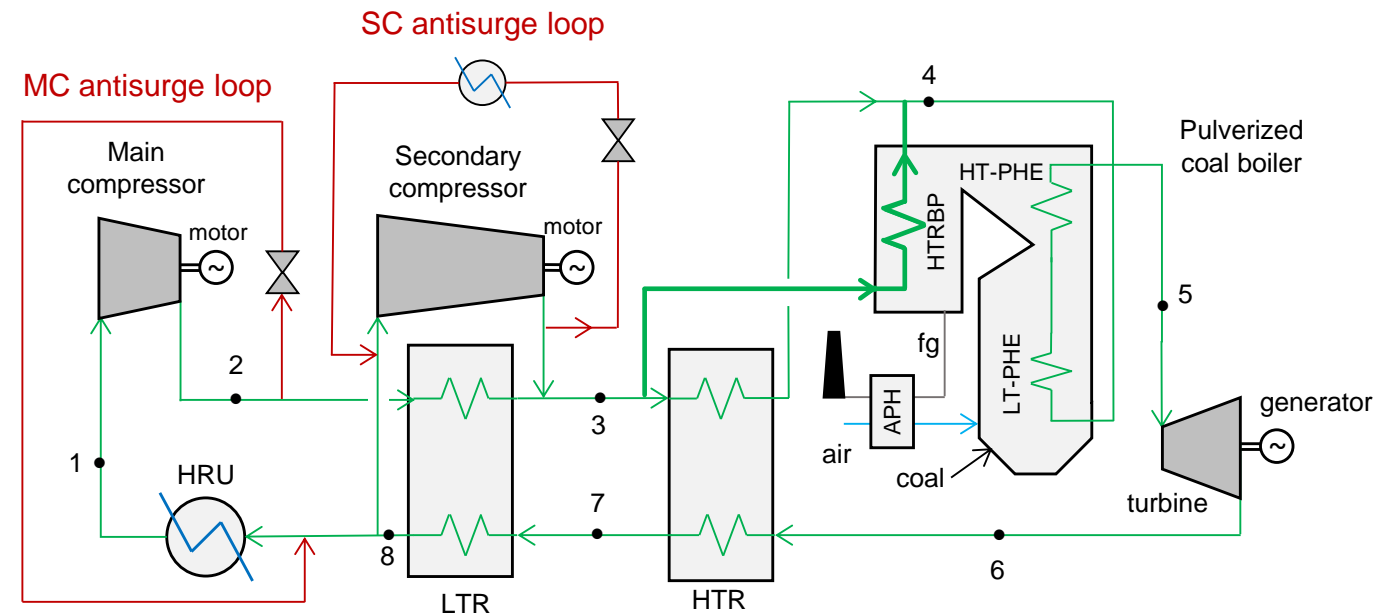 SC antisurge loop
MC antisurge loop
4
Main
compressor
Secondary
compressor
Pulverized
coal boiler
HT-PHE
motor
~
motor
~
HTRBP
5
2
fg
LT-PHE
3
APH
generator
~
air
1
HRU
coal
7
turbine
8
6
LTR
HTR